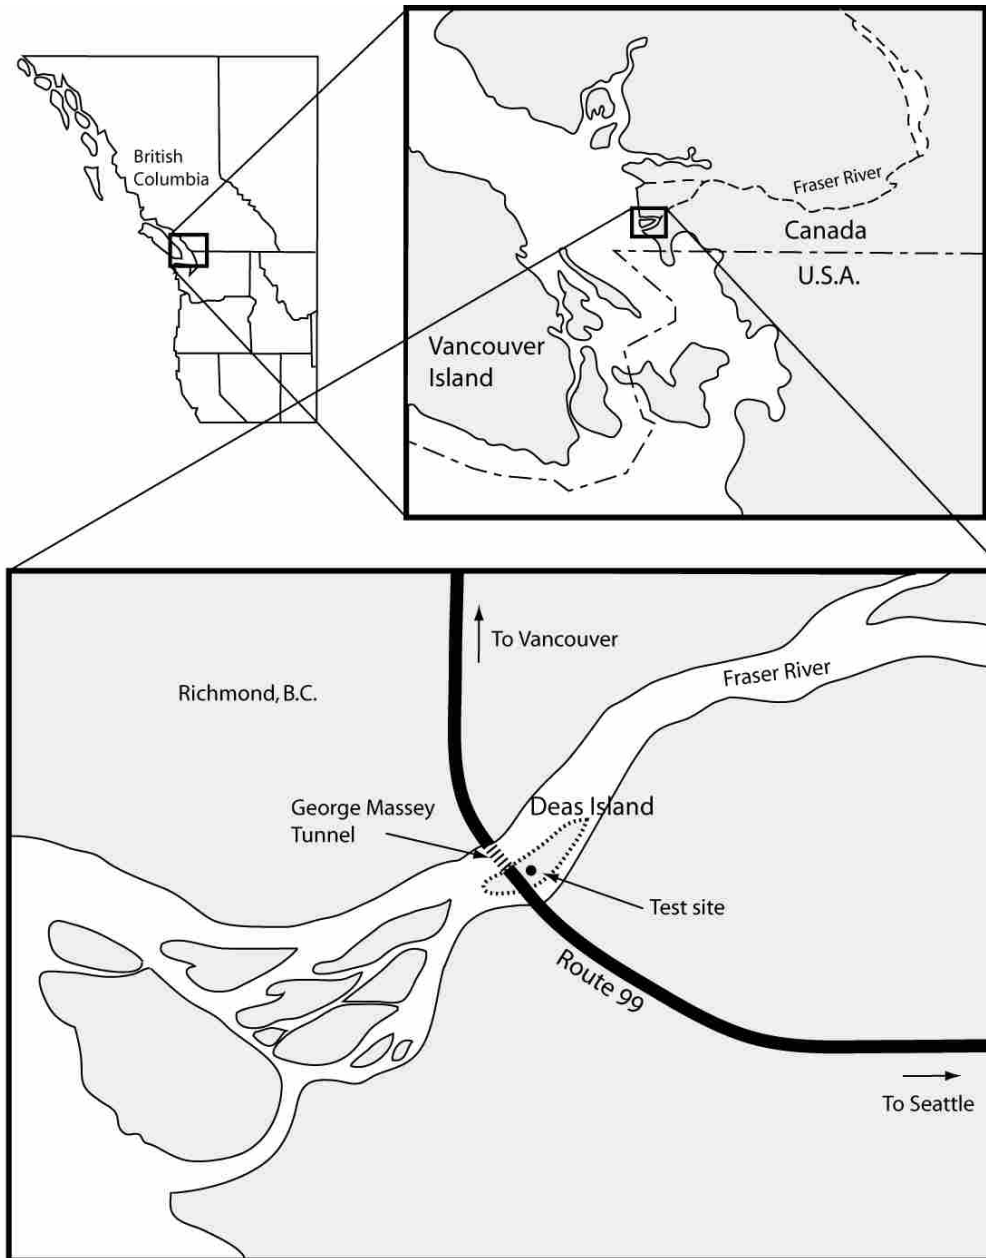 British
Columbia
Fraser River
Canada
U.S.A.
Vancouver
Island
To Vancouver
Fraser River
Richmond, B.C.
George Massey
Tunnel
Deas Island
Test site
Route 99
To Seattle